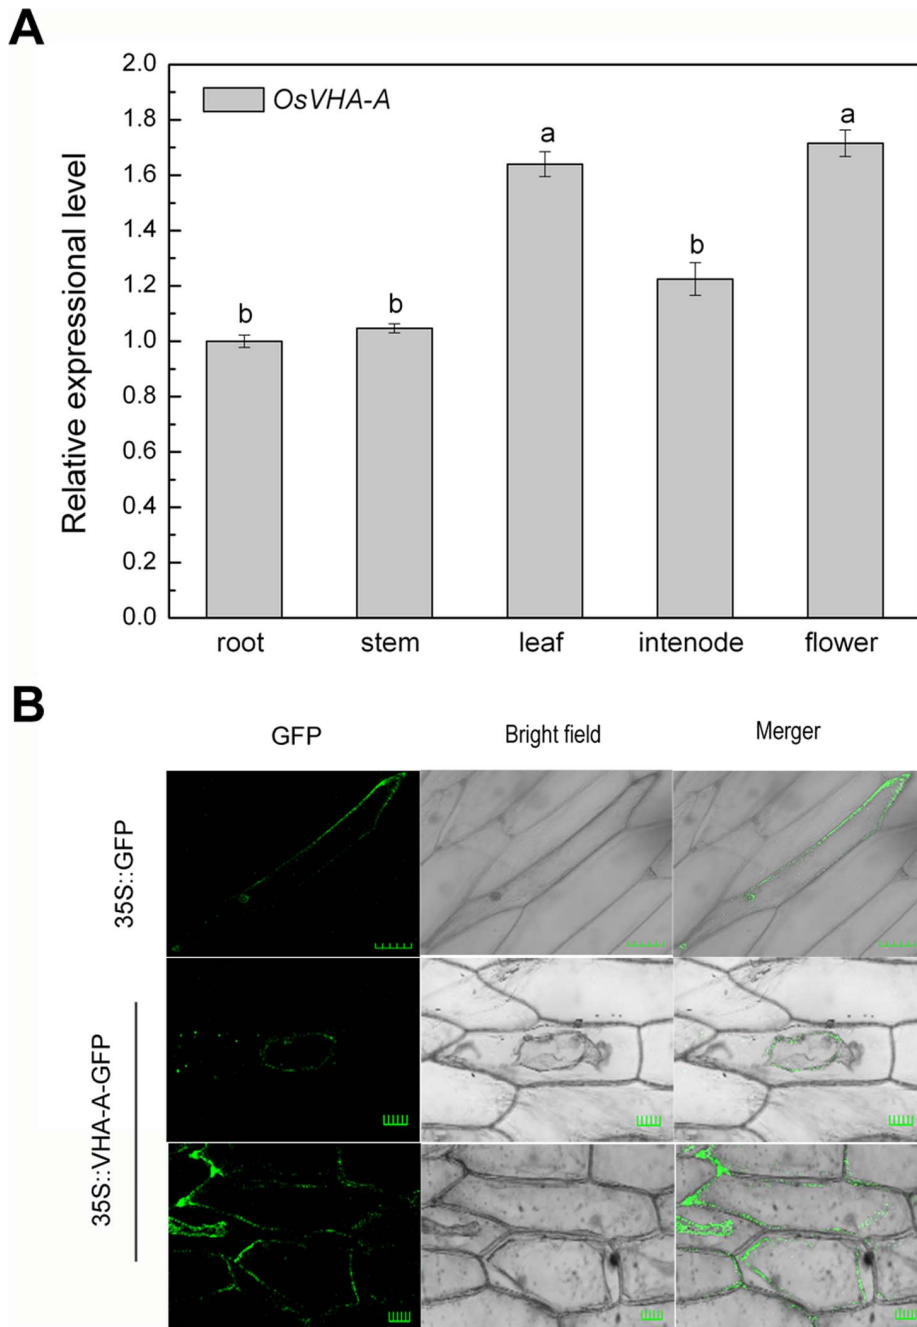 A
2.0
1.8
1.6
1.4
1.2
1.0
0.8
0.6
0.4
0.2
0.0
Relative expressional level
OsVHA-A
b
b
a
b
a
root stem leaf intenode flower
B
GFP Bright field Merger
35S::GFP
35S::VHA-A-GFP